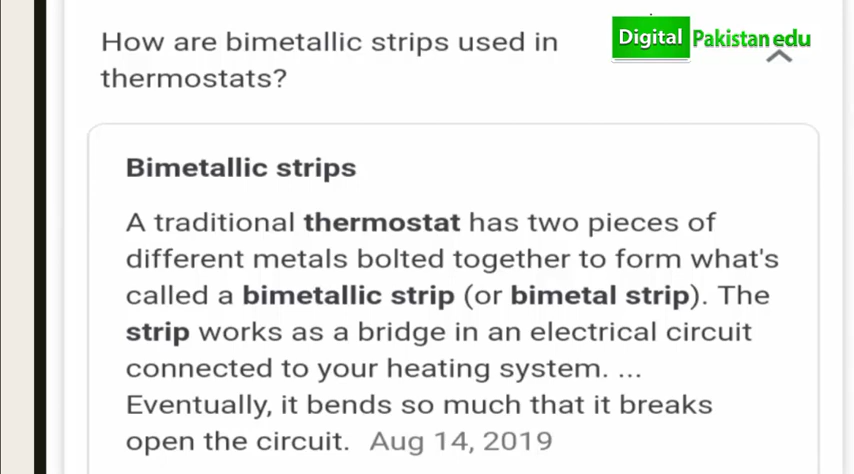 How are bimetallic strips used in
thermostats?
Digital Pakistan edu
Bimetallic strips
A traditional thermostat has two pieces of
different metals bolted together to form what's
called a bimetallic strip (or bimetal strip). The
strip works as a bridge in an electrical circuit
connected to your heating system. ...
Eventually, it bends so much that it breaks
open the circuit. Aug 14, 2019